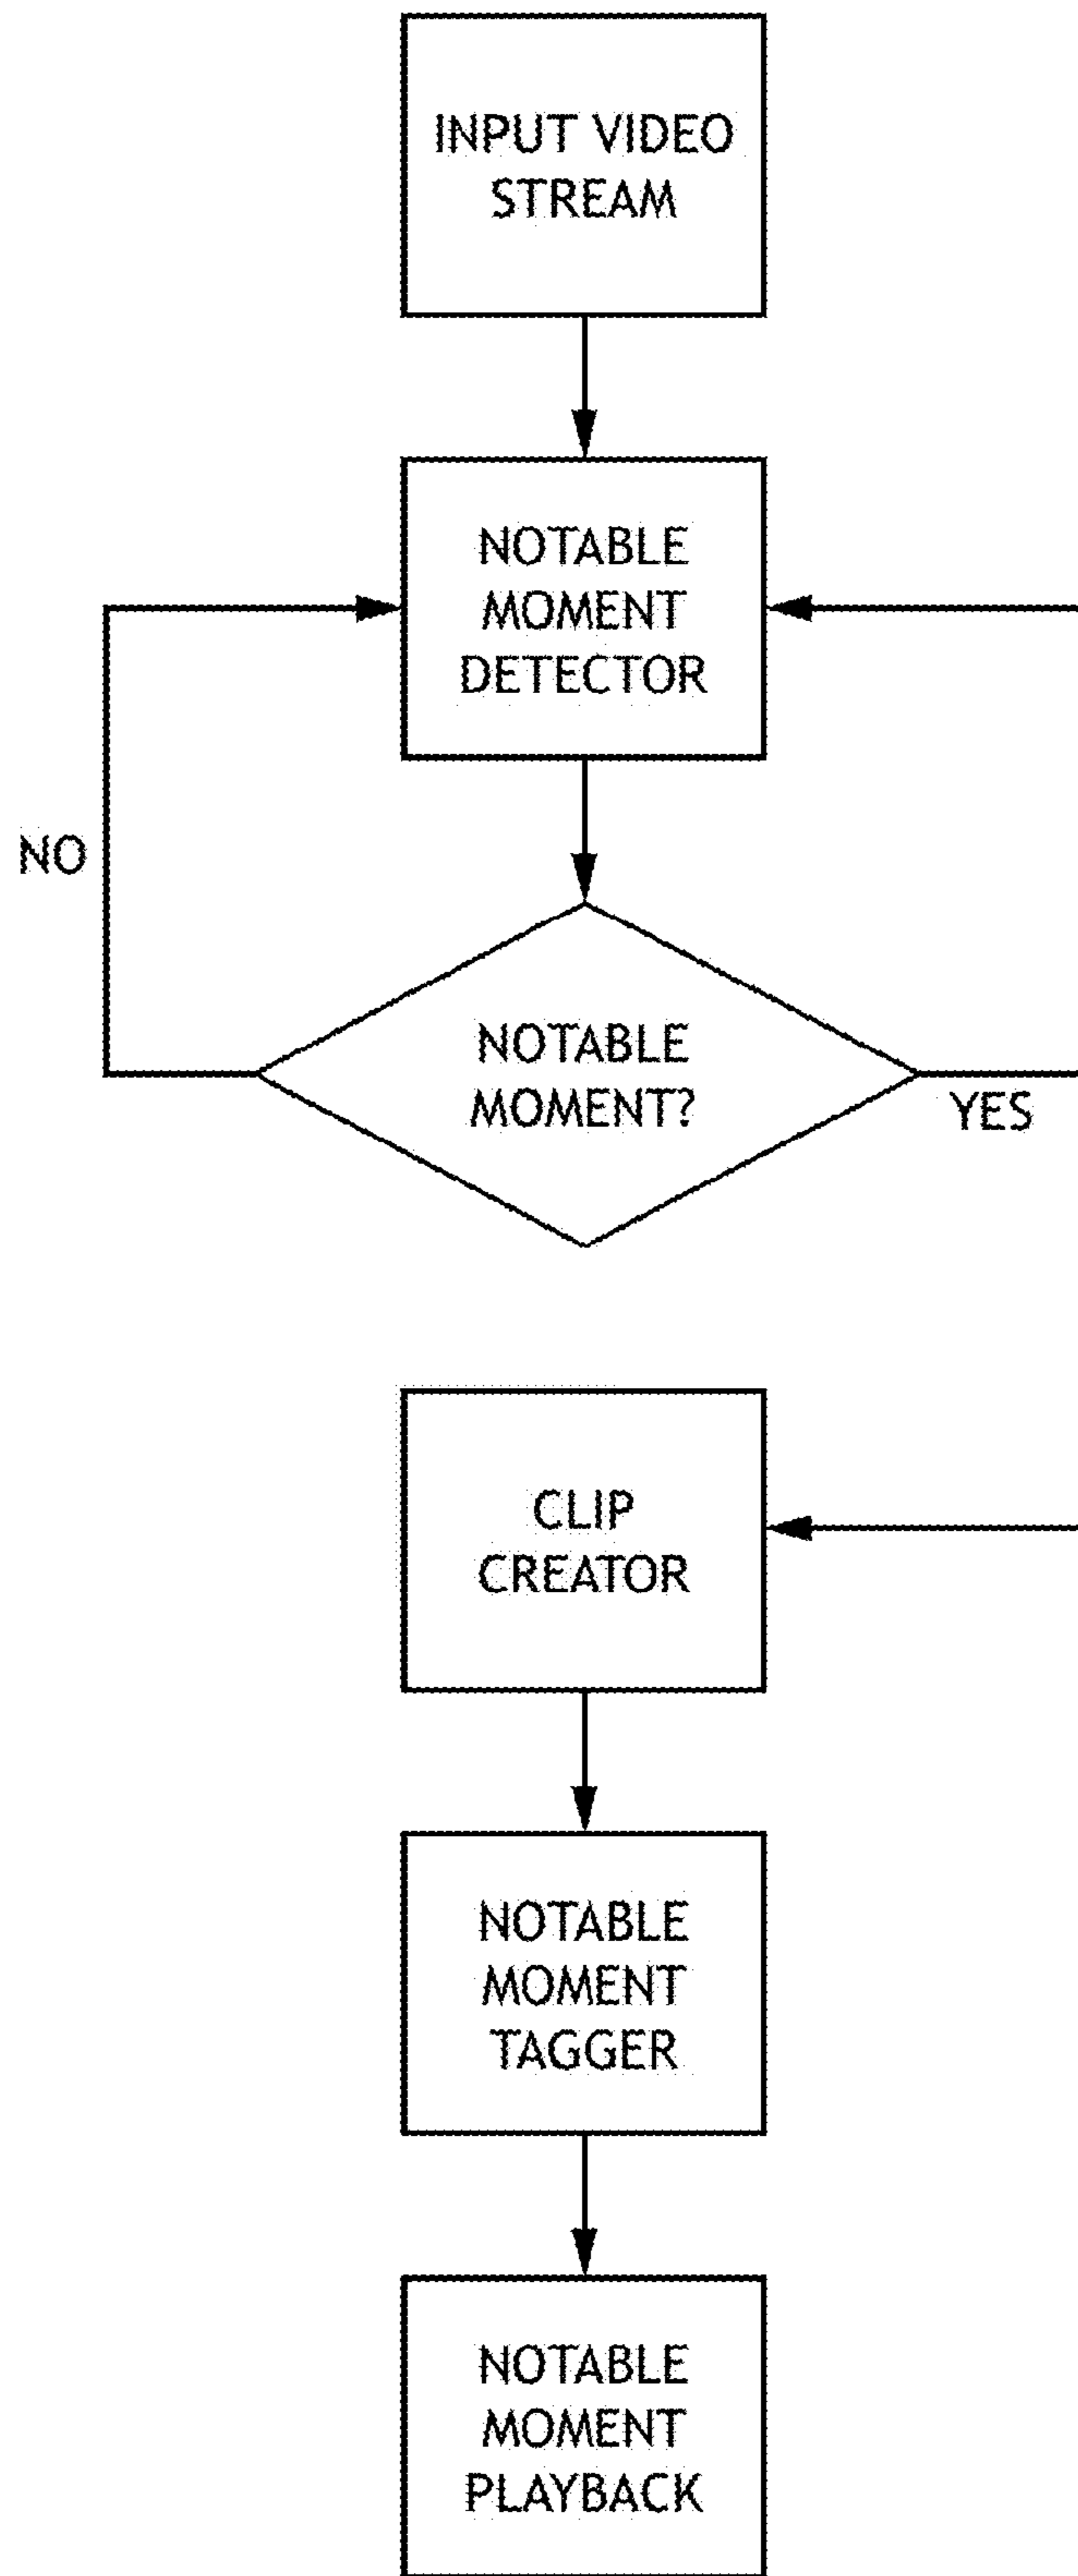 INPUT VIDEO
STREAM
NOTABLE
MOMENT
DETECTOR
NO
NOTABLE
MOMENT?
YES
CLIP
CREATOR
NOTABLE
MOMENT
TAGGER
NOTABLE
MOMENT
PLAYBACK